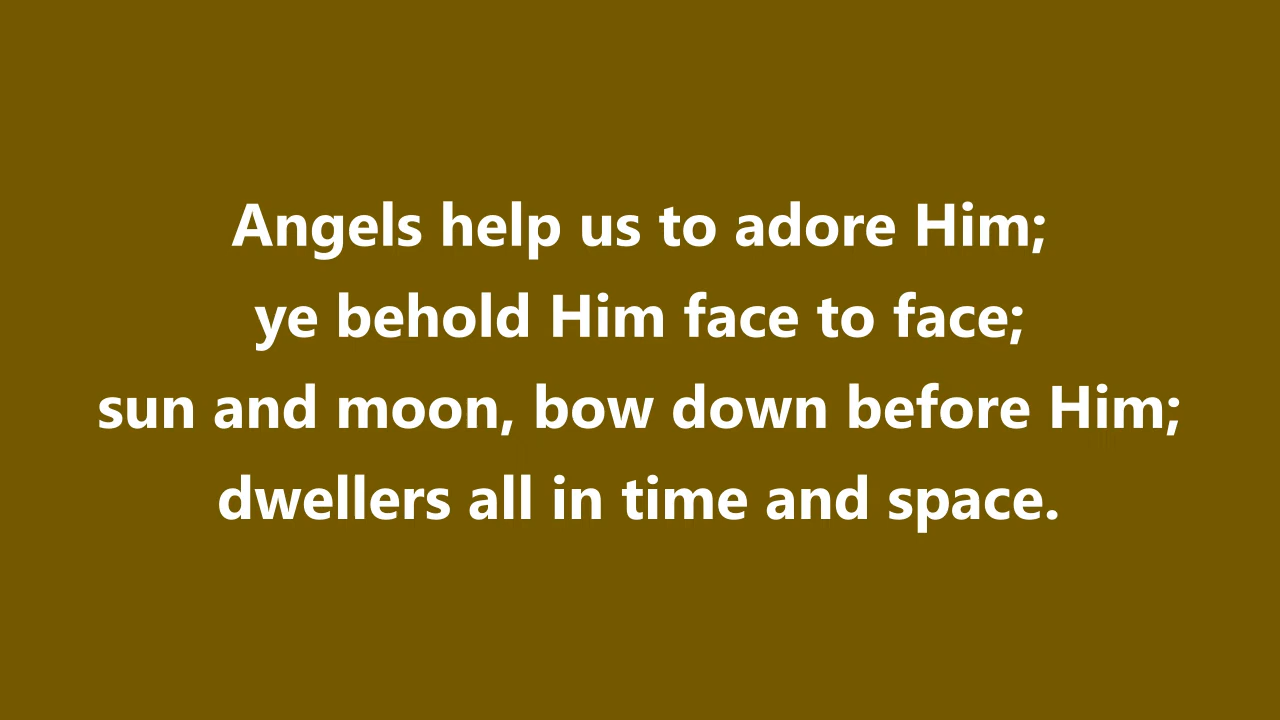 Angels help us to adore Him;
ye behold Him face to face;
sun and moon, bow down before Him;
dwellers all in time and space.